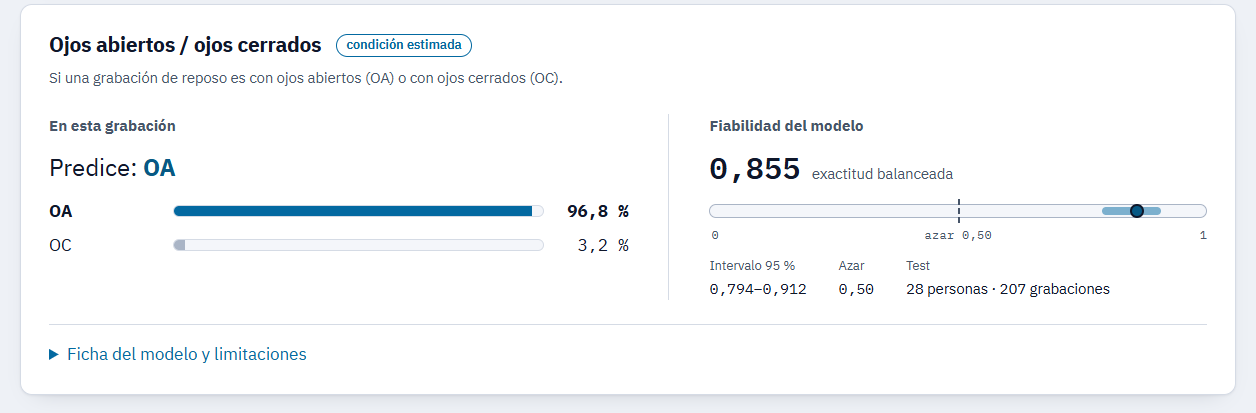 Ojos abiertos / ojos cerrados condición estimada
Si una grabación de reposo es con ojos abiertos (OA) o con ojos cerrados (OC).
En esta grabación
Predice: OA
OA 96,8 %
OC 3,2 %
Fiabilidad del modelo
0,855 exactitud balanceada
0 azar 0,50 1
Intervalo 95 % Azar Test
0,794–0,912 0,50 28 personas · 207 grabaciones
Ficha del modelo y limitaciones